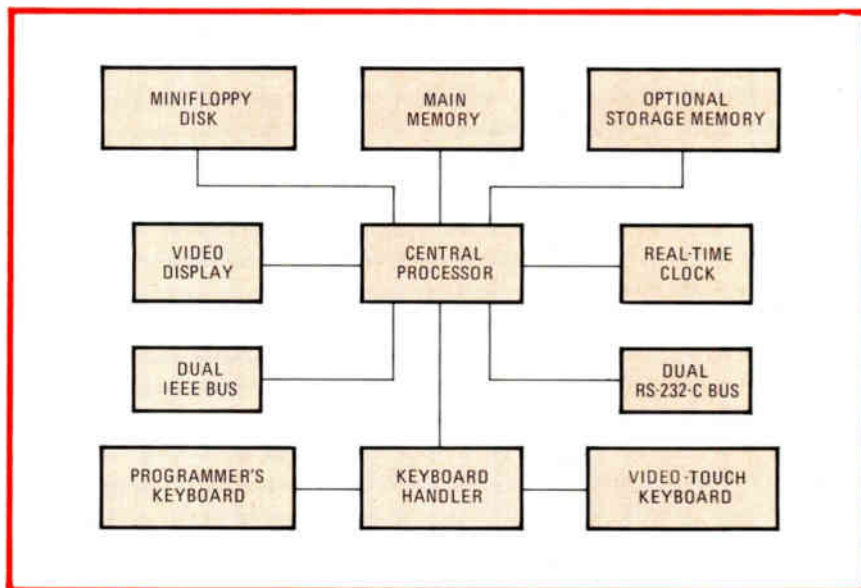 MINIFLOPPY
DISK
MAIN
MEMORY
OPTIONAL
STORAGE MEMORY
VIDEO
DISPLAY
CENTRAL
PROCESSOR
REAL-TIME
CLOCK
DUAL
IEEE BUS
DUAL
RS-232-C BUS
PROGRAMMER'S
KEYBOARD
KEYBOARD
HANDLER
VIDEO-TOUCH
KEYBOARD